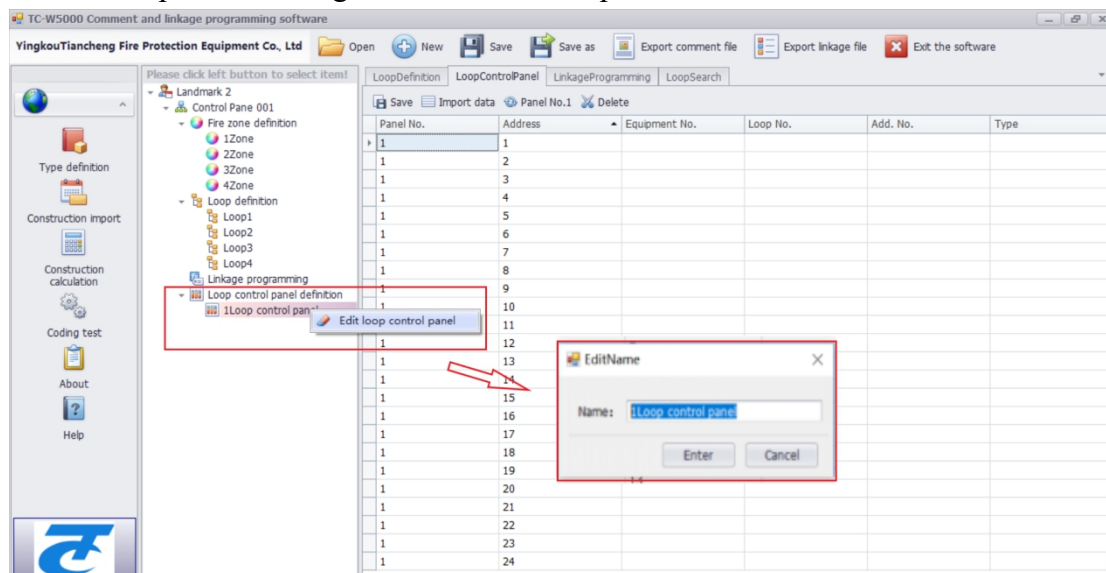 TC-W5000 Comment and linkage programming software
YingkouTiancheng Fire Protection Equipment Co., Ltd Open New Save Save as Export comment file Export linkage file Exit the software
Please click left button to select item!
Type definition
Construction import
Construction
calculation
Coding test
About
Help
Landmark 2
Control Pane 001
Fire zone definition
1Zone
2Zone
3Zone
4Zone
Loop definition
Loop1
Loop2
Loop3
Loop4
Linkage programming
Loop control panel definition
1Loop control pan
Edit loop control panel
LoopDefinition LoopControlPanel LinkageProgramming LoopSearch
Save Import data Panel No.1 Delete
Panel No. Address Equipment No. Loop No. Add. No. Type
1 1
1 2
1 3
1 4
1 5
1 6
1 7
1 8
1 9
1 10
11
1 12
1 13
1 14
1 15
1 16
1 17
1 18
1 19
1 20
1 21
1 22
1 23
1 24
EditName
Name: 1Loop control panel
Enter Cancel